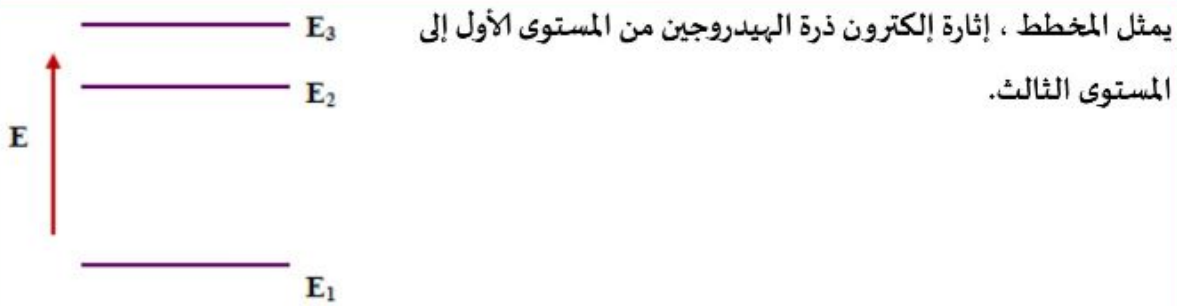 يمثل المخطط ، إثارة إلكترون ذرة الهيدروجين من المستوى الأول إلى
المستوى الثالث.
E₃
E₂
E
E₁